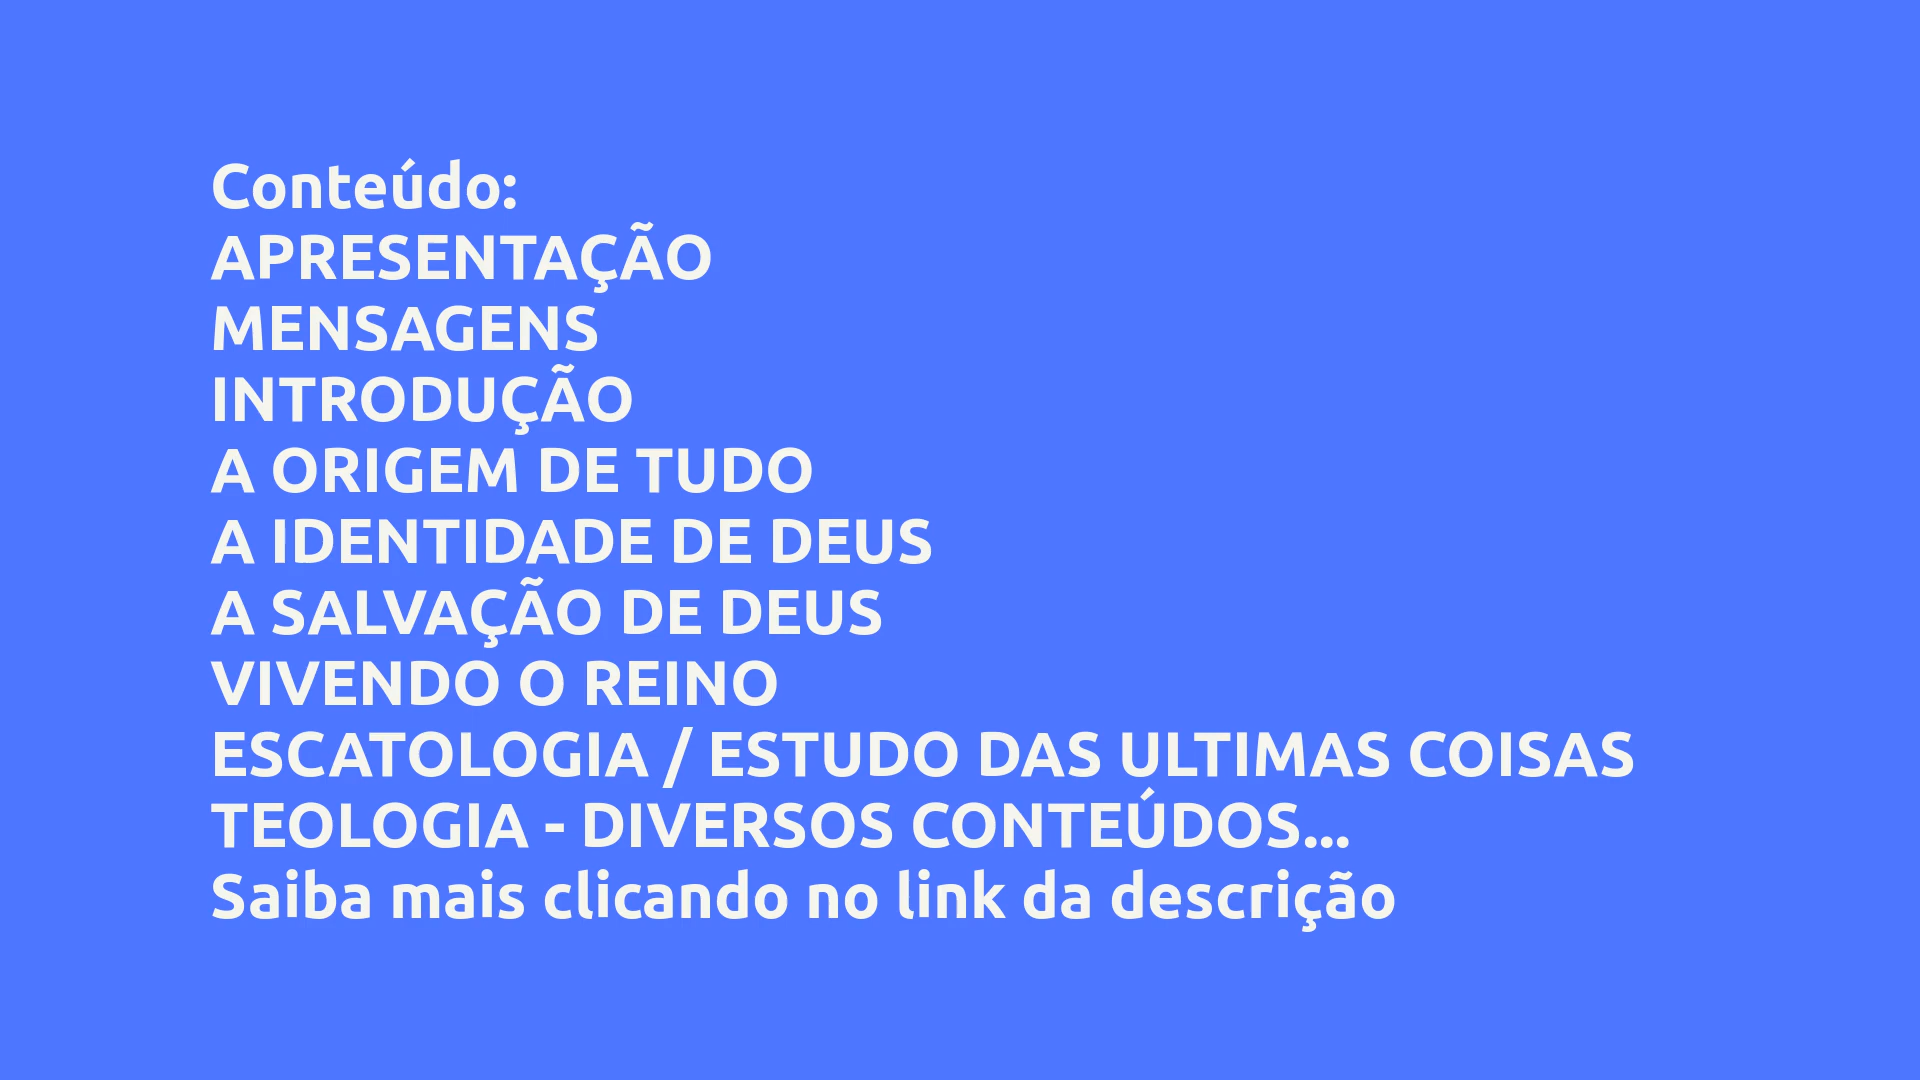 Conteúdo:
APRESENTAÇÃO
MENSAGENS
INTRODUÇÃO
A ORIGEM DE TUDO
A IDENTIDADE DE DEUS
A SALVAÇÃO DE DEUS
VIVENDO O REINO
ESCATOLOGIA / ESTUDO DAS ULTIMAS COISAS
TEOLOGIA - DIVERSOS CONTEÚDOS...
Saiba mais clicando no link da descrição